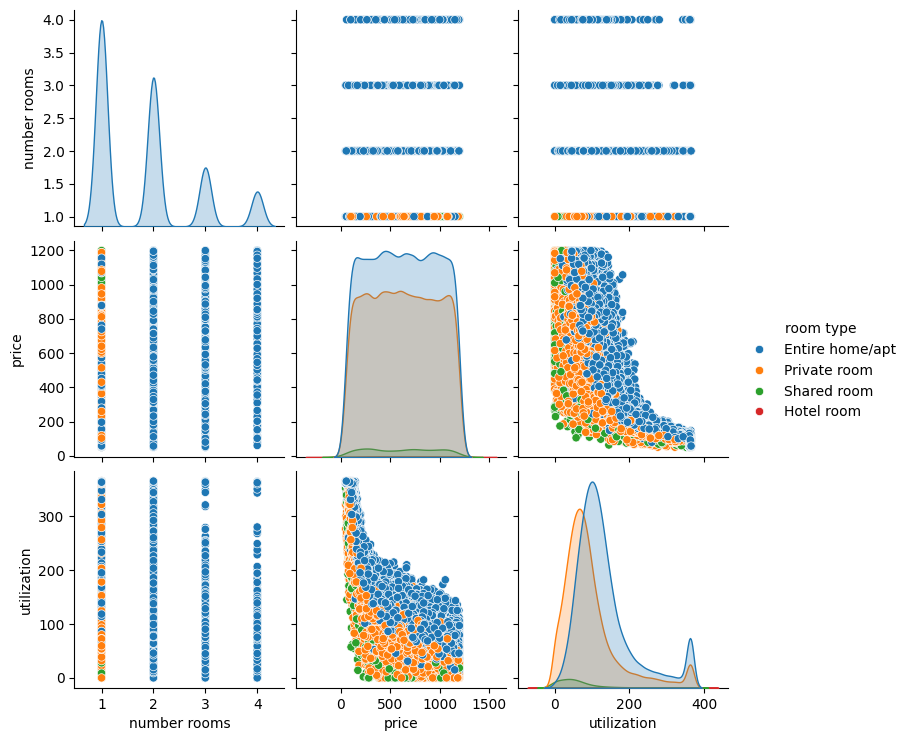 4.0
3.5
3.0
2.5
2.0
1.5
1.0
number rooms
1200
1000
800
600
400
200
0
price
room type
Entire home/apt
Private room
Shared room
Hotel room
300
200
100
0
utilization
1 2 3 4
number rooms
0 500 1000 1500
price
0 200 400
utilization